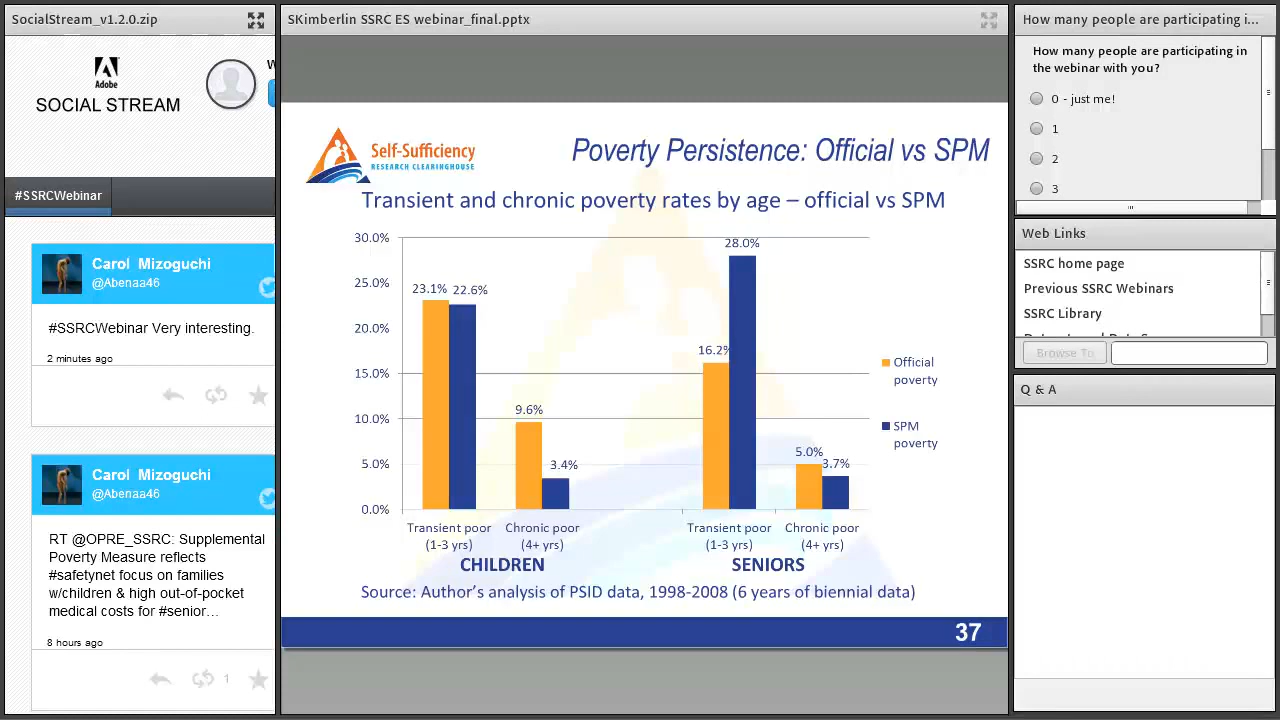 SocialStream_v1.2.0.zip
Adobe
SOCIAL STREAM
#SSRCWebinar
Carol Mizoguchi
@Abenaa46
#SSRCWebinar Very interesting.
2 minutes ago
Carol Mizoguchi
@Abenaa46
RT @OPRE_SSRC: Supplemental
Poverty Measure reflects
#safetynet focus on families
w/children & high out-of-pocket
medical costs for #senior…
8 hours ago
1
SKimberlin SSRC ES webinar_final.pptx
Self-Sufficiency
RESEARCH CLEARINGHOUSE
Poverty Persistence: Official vs SPM
Transient and chronic poverty rates by age – official vs SPM
30.0%
25.0%
20.0%
15.0%
10.0%
5.0%
0.0%
23.1% 22.6%
9.6%
3.4%
16.2%
28.0%
5.0%
3.7%
Official
poverty
SPM
poverty
Transient poor
(1-3 yrs)
Chronic poor
(4+ yrs)
Transient poor
(1-3 yrs)
Chronic poor
(4+ yrs)
CHILDREN
SENIORS
Source: Author's analysis of PSID data, 1998-2008 (6 years of biennial data)
37
How many people are participating i...
How many people are participating in
the webinar with you?
0 - just me!
1
2
3
Web Links
SSRC home page
Previous SSRC Webinars
SSRC Library
Browse To
Q & A